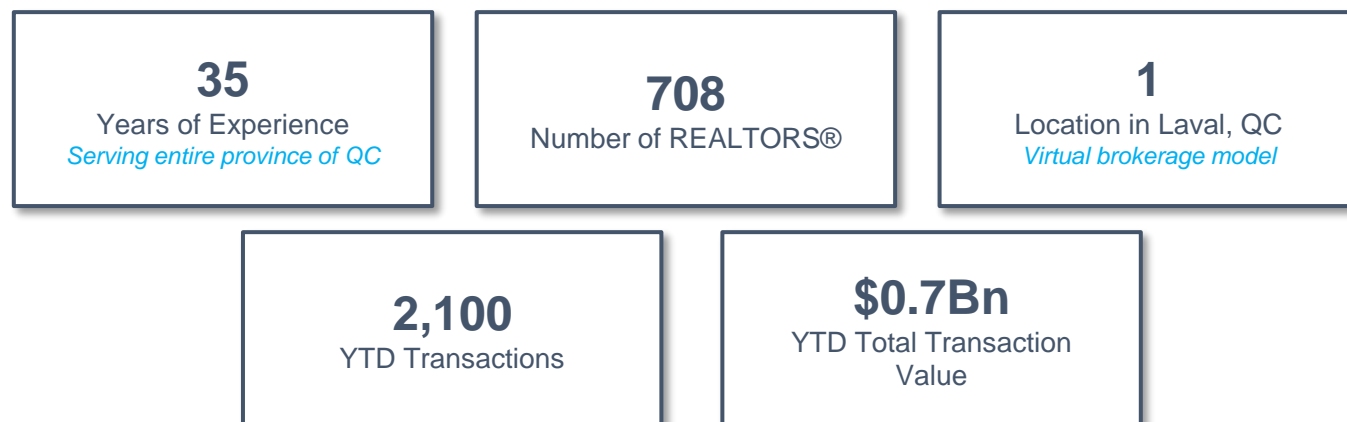 35
Years of Experience
Serving entire province of QC
708
Number of REALTORS®
1
Location in Laval, QC
Virtual brokerage model
2,100
YTD Transactions
$0.7Bn
YTD Total Transaction
Value